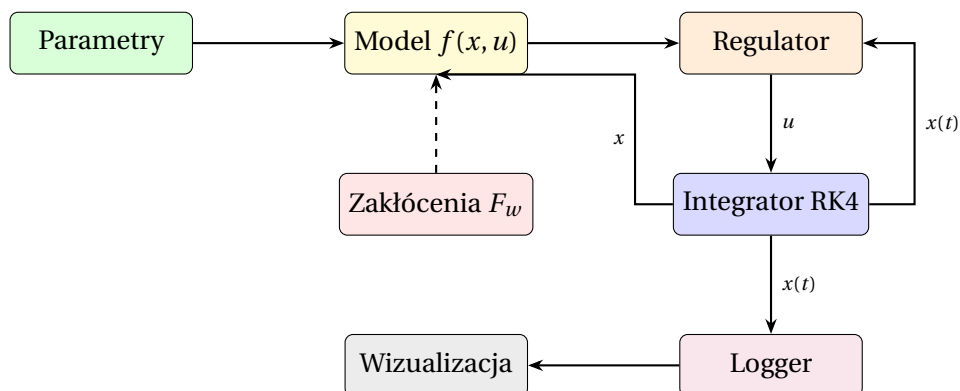 Parametry
Model f(x, u)
Regulator
x
u
x(t)
Zakłócenia F_w
Integrator RK4
x(t)
Wizualizacja
Logger